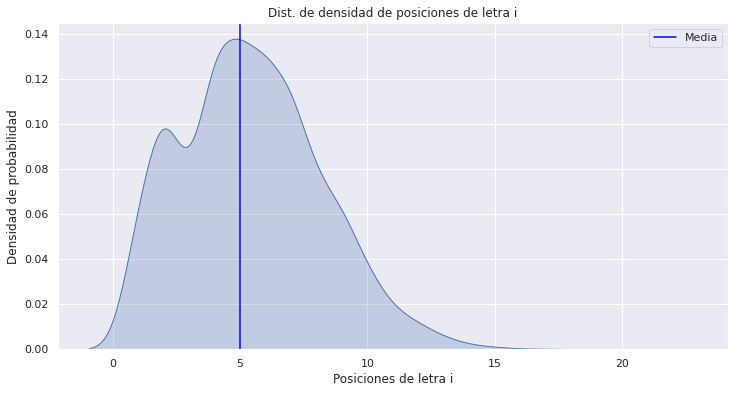 Dist. de densidad de posiciones de letra i
Media
Densidad de probabilidad
0.14
0.12
0.10
0.08
0.06
0.04
0.02
0.00
0 5 10 15 20
Posiciones de letra i